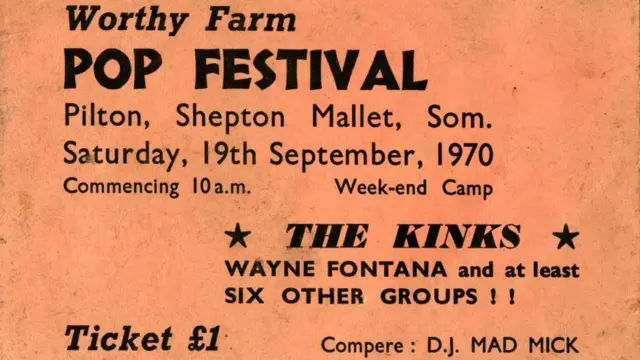 Worthy Farm
POP FESTIVAL
Pilton, Shepton Mallet, Som.
Saturday, 19th September, 1970
Commencing 10 a.m. Week-end Camp
★ THE KINKS ★
WAYNE FONTANA and at least
SIX OTHER GROUPS ! !
Ticket £1 Compere : D.J. MAD MICK